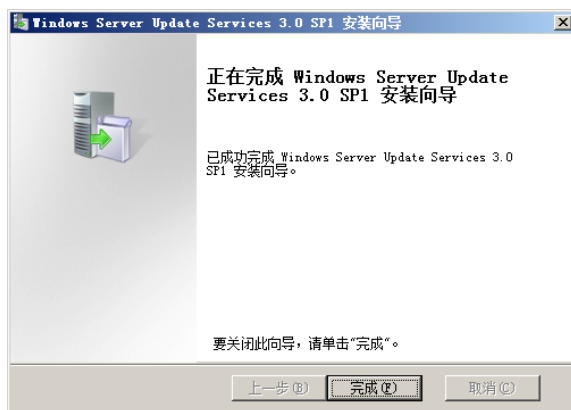 Windows Server Update Services 3.0 SP1 安装向导
正在完成 Windows Server Update
Services 3.0 SP1 安装向导
已成功完成 Windows Server Update Services 3.0
SP1 安装向导。
要关闭此向导，请单击“完成”。
上一步(B) 完成(F) 取消(C)